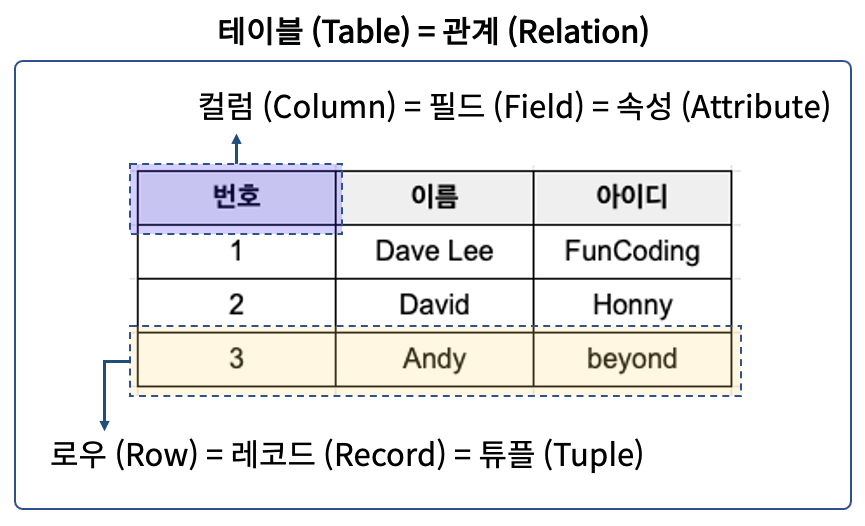 테이블 (Table) = 관계 (Relation)
컬럼 (Column) = 필드 (Field) = 속성 (Attribute)
번호 이름 아이디
1 Dave Lee FunCoding
2 David Honny
3 Andy beyond
로우 (Row) = 레코드 (Record) = 튜플 (Tuple)